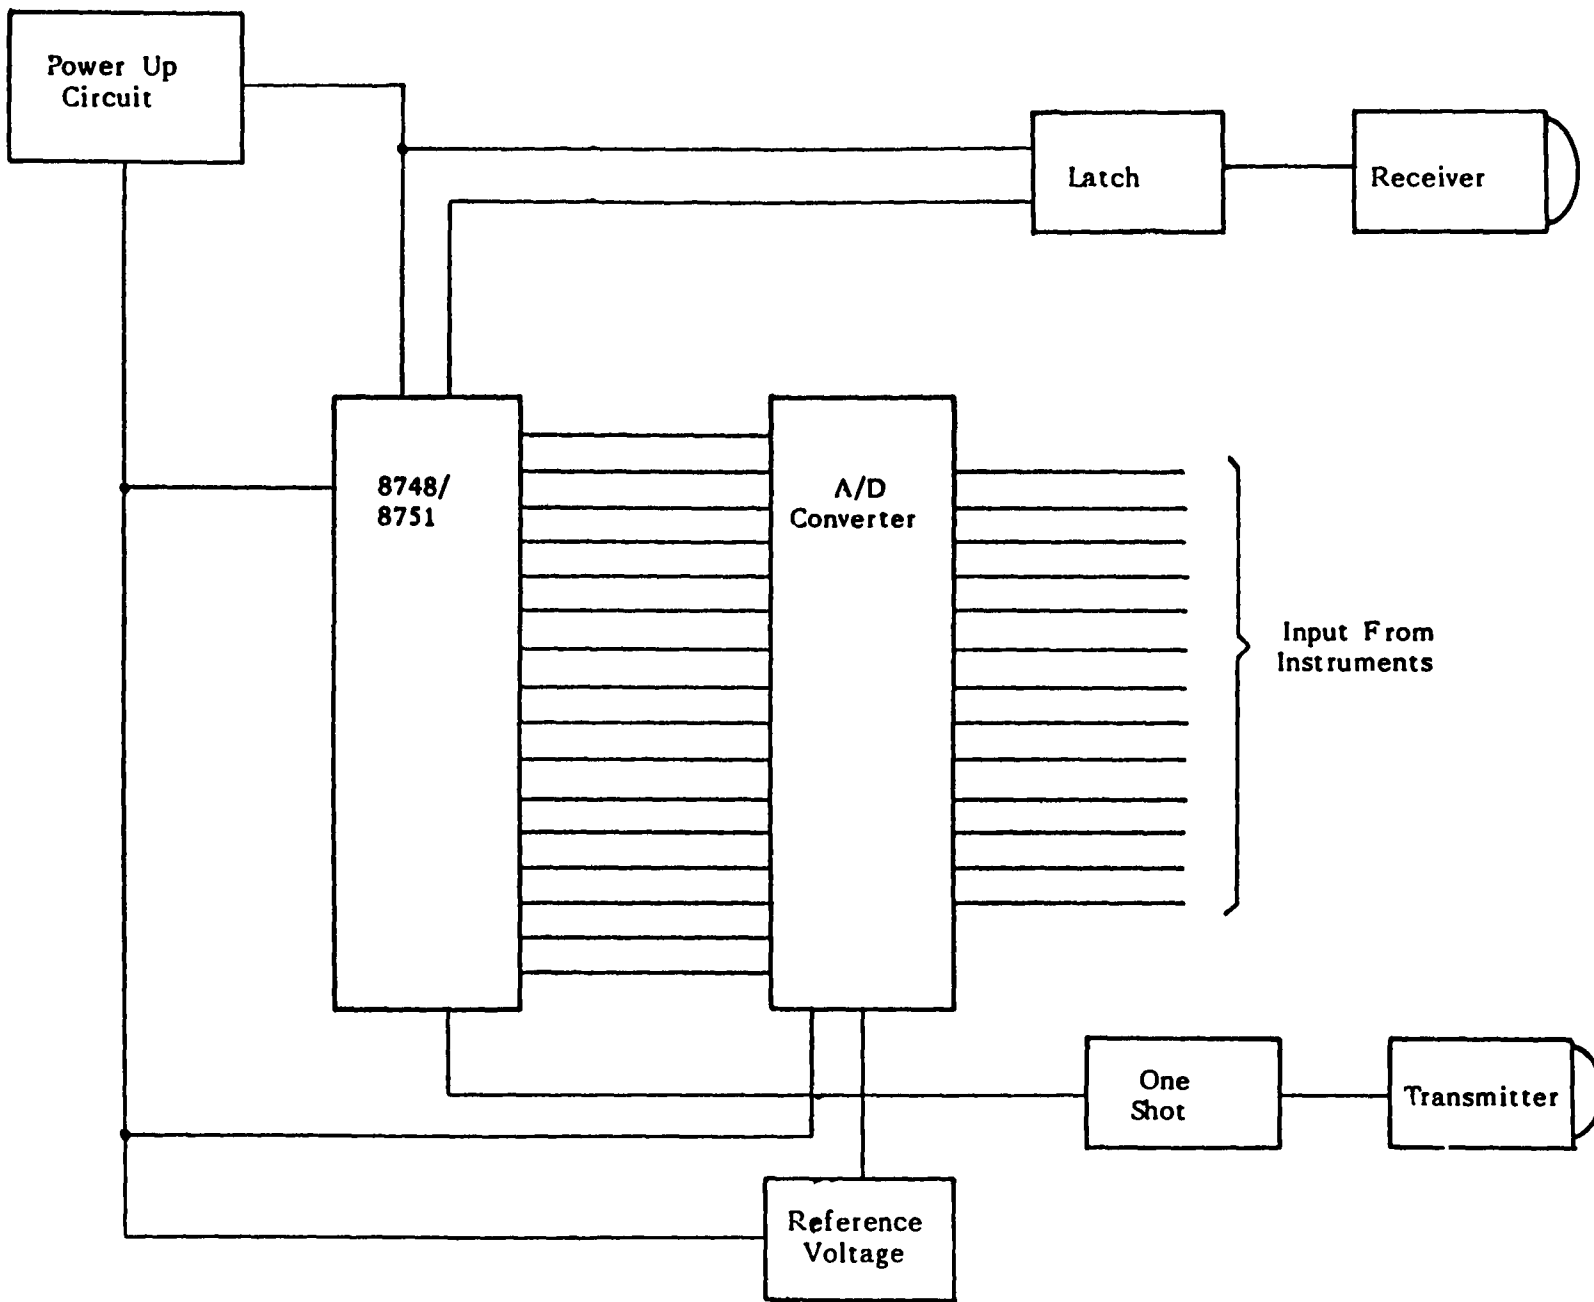 Power Up
Circuit
Latch
Receiver
8748/
8751
A/D
Converter
Input From
Instruments
One
Shot
Transmitter
Reference
Voltage